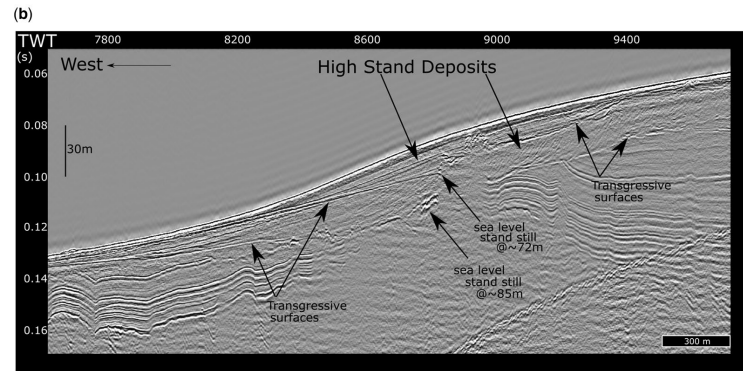 (b)
TWT 7800 8200 8600 9000 9400
(s)
West
High Stand Deposits
0.06
0.08
30m
0.10
Transgressive
surfaces
0.12
sea level
stand still
@~72m
sea level
stand still
@~85m
0.14
Transgressive
surfaces
0.16
300 m